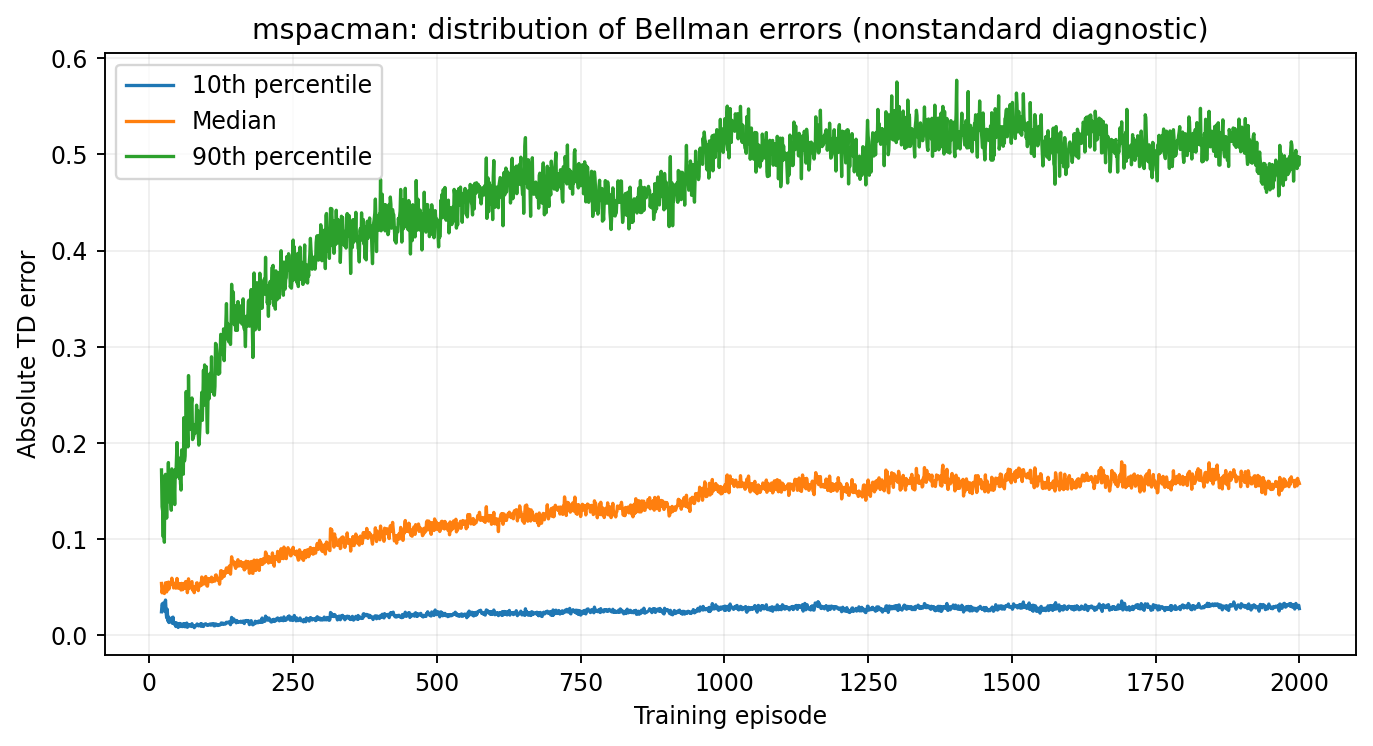 mspacman: distribution of Bellman errors (nonstandard diagnostic)
10th percentile
Median
90th percentile
Absolute TD error
0.6
0.5
0.4
0.3
0.2
0.1
0.0
0 250 500 750 1000 1250 1500 1750 2000
Training episode